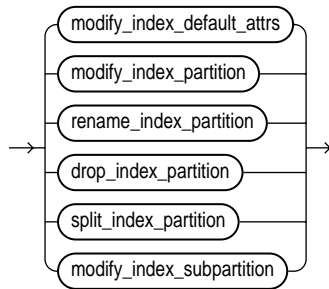 modify_index_default_attrs
modify_index_partition
rename_index_partition
drop_index_partition
split_index_partition
modify_index_subpartition